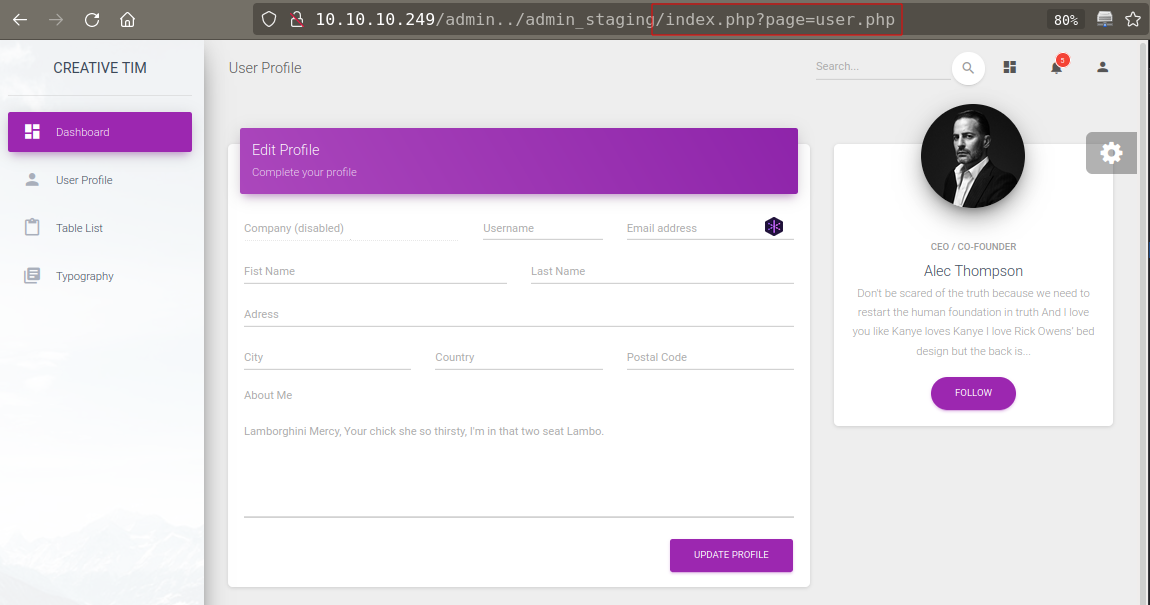 10.10.10.249/admin../admin_staging/index.php?page=user.php
80%
CREATIVE TIM
User Profile
Search...
5
Dashboard
User Profile
Table List
Typography
Edit Profile
Complete your profile
Company (disabled)
Username
Email address
Fist Name
Last Name
Adress
City
Country
Postal Code
About Me
Lamborghini Mercy, Your chick she so thirsty, I'm in that two seat Lambo.
UPDATE PROFILE
CEO / CO-FOUNDER
Alec Thompson
Don't be scared of the truth because we need to
restart the human foundation in truth And I love
you like Kanye loves Kanye I love Rick Owens' bed
design but the back is...
FOLLOW